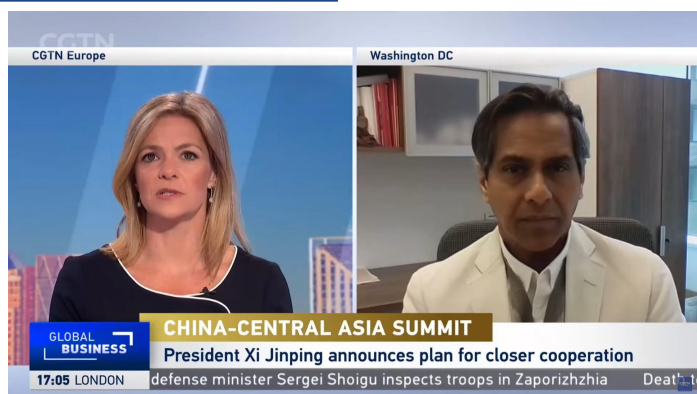 CGTN
CGTN Europe
Washington DC
CHINA-CENTRAL ASIA SUMMIT
GLOBAL
BUSINESS
President Xi Jinping announces plan for closer cooperation
17:05 LONDON
defense minister Sergei Shoigu inspects troops in Zaporizhzhia